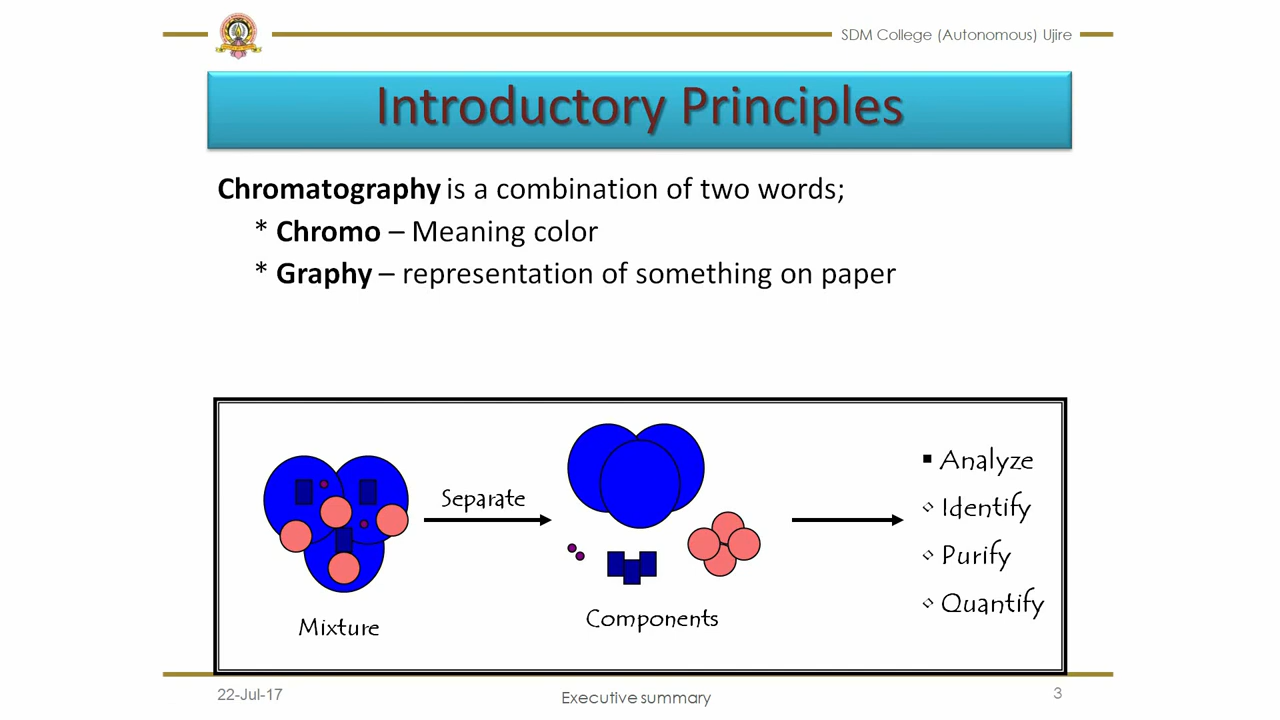 SDM College (Autonomous) Ujire
Introductory Principles
Chromatography is a combination of two words;
* Chromo – Meaning color
* Graphy – representation of something on paper
Separate
Mixture
Components
▪ Analyze
Identify
Purify
Quantify
22-Jul-17
Executive summary
3